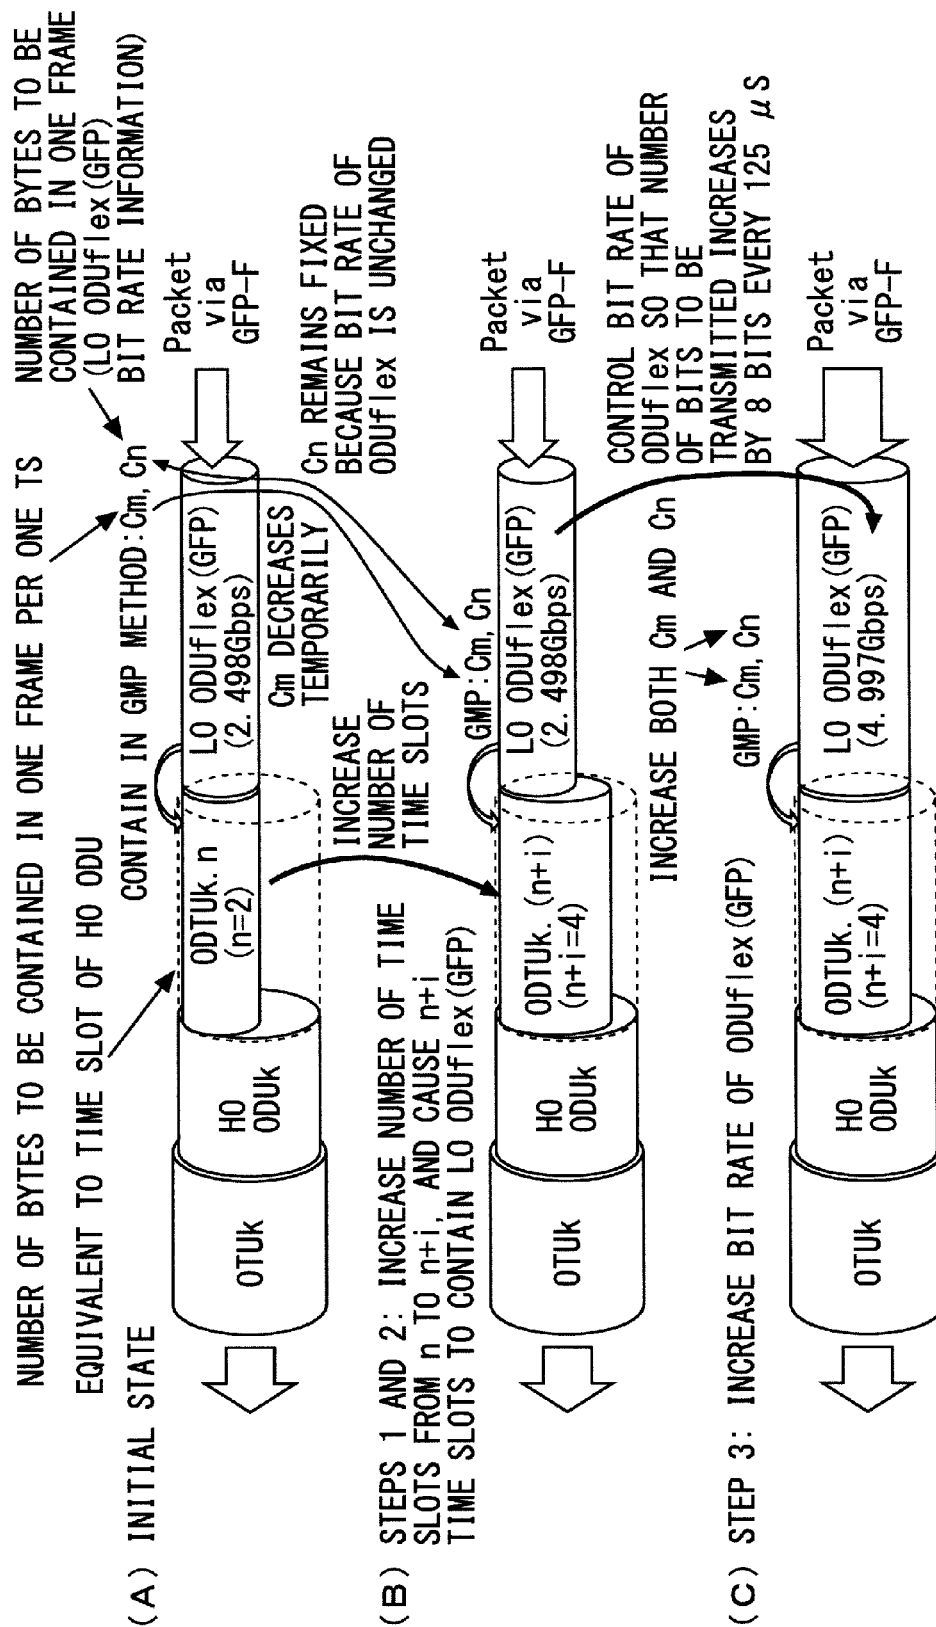 NUMBER OF BYTES TO BE CONTAINED IN ONE FRAME PER ONE TS
NUMBER OF BYTES TO BE
CONTAINED IN ONE FRAME
(LO ODUflex(GFP)
BIT RATE INFORMATION)
EQUIVALENT TO TIME SLOT OF HO ODU
CONTAIN IN GMP METHOD:Cm, Cn
(A) INITIAL STATE
OTUk
HO
ODUk
ODTUk. n
(n=2)
LO ODUflex(GFP)
(2. 498Gbps)
Packet
via
GFP-F
Cm DECREASES
TEMPORARILY
Cn REMAINS FIXED
BECAUSE BIT RATE OF
ODUflex IS UNCHANGED
INCREASE
NUMBER OF
TIME SLOTS
(B) STEPS 1 AND 2: INCREASE NUMBER OF TIME
SLOTS FROM n TO n+i, AND CAUSE n+i
TIME SLOTS TO CONTAIN LO ODUflex(GFP)
GMP:Cm, Cn
OTUk
HO
ODUk
ODTUk. (n+i)
(n+i=4)
LO ODUflex(GFP)
(2. 498Gbps)
Packet
via
GFP-F
CONTROL BIT RATE OF
ODUflex SO THAT NUMBER
OF BITS TO BE
TRANSMITTED INCREASES
BY 8 BITS EVERY 125 μS
INCREASE BOTH Cm AND Cn
GMP:Cm, Cn
(C) STEP 3: INCREASE BIT RATE OF ODUflex(GFP)
OTUk
HO
ODUk
ODTUk. (n+i)
(n+i=4)
LO ODUflex(GFP)
(4. 997Gbps)
Packet
via
GFP-F